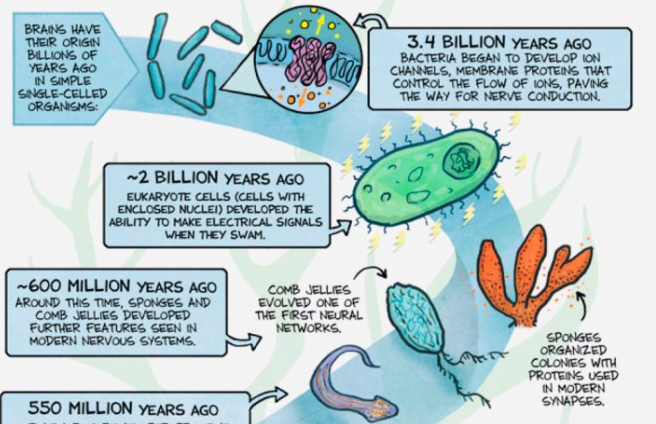 BRAINS HAVE
THEIR ORIGIN
BILLIONS OF
YEARS AGO
IN SIMPLE
SINGLE-CELLED
ORGANISMS:
3.4 BILLION YEARS AGO
BACTERIA BEGAN TO DEVELOP ION
CHANNELS, MEMBRANE PROTEINS THAT
CONTROL THE FLOW OF IONS, PAVING
THE WAY FOR NERVE CONDUCTION.
~2 BILLION YEARS AGO
EUKARYOTE CELLS (CELLS WITH
ENCLOSED NUCLEI) DEVELOPED THE
ABILITY TO MAKE ELECTRICAL SIGNALS
WHEN THEY SWAM.
~600 MILLION YEARS AGO
AROUND THIS TIME, SPONGES AND
COMB JELLIES DEVELOPED
FURTHER FEATURES SEEN IN
MODERN NERVOUS SYSTEMS.
COMB JELLIES
EVOLVED ONE OF
THE FIRST NEURAL
NETWORKS.
SPONGES
ORGANIZED
COLONIES WITH
PROTEINS USED
IN MODERN
SYNAPSES.
550 MILLION YEARS AGO